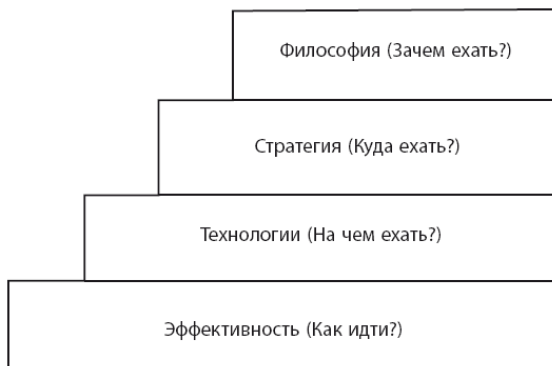 Философия (Зачем ехать?)
Стратегия (Куда ехать?)
Технологии (На чем ехать?)
Эффективность (Как идти?)